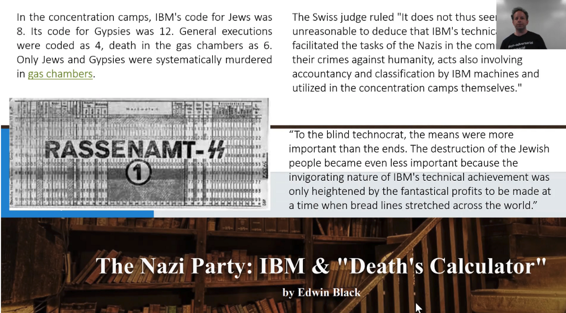 In the concentration camps, IBM's code for Jews was
8. Its code for Gypsies was 12. General executions
were coded as 4, death in the gas chambers as 6.
Only Jews and Gypsies were systematically murdered
in gas chambers.
The Swiss judge ruled "It does not thus
unreasonable to deduce that IBM's
facilitated the tasks of the Nazis in the
their crimes against humanity, acts also involving
accountancy and classification by IBM machines and
utilized in the concentration camps themselves."
RASSENAMT-SS
1
"To the blind technocrat, the means were more
important than the ends. The destruction of the Jewish
people became even less important because the
invigorating nature of IBM's technical achievement was
only heightened by the fantastical profits to be made at
a time when bread lines stretched across the world."
The Nazi Party: IBM & "Death's Calculator"
by Edwin Black